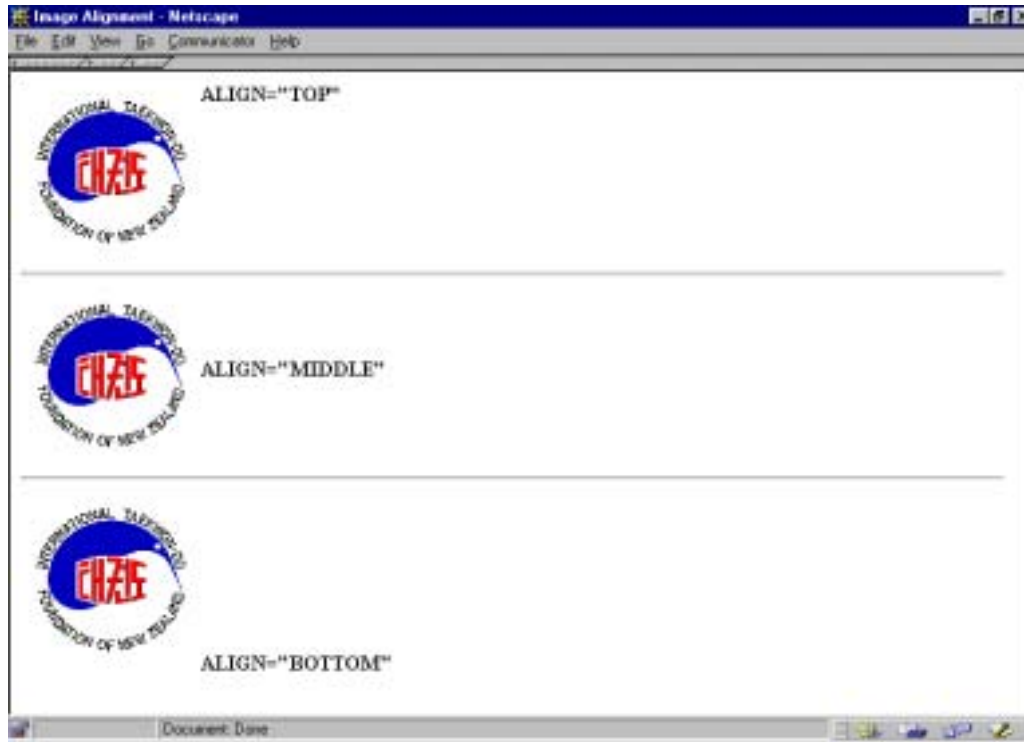 Image Alignment - Netscape
File Edit View Go Communicator Help
ALIGN="TOP"
INTERNATIONAL TAEKWON-DO
FOUNDATION OF NEW ZEALAND
ALIGN="MIDDLE"
INTERNATIONAL TAEKWON-DO
FOUNDATION OF NEW ZEALAND
ALIGN="BOTTOM"
INTERNATIONAL TAEKWON-DO
FOUNDATION OF NEW ZEALAND
Document: Done